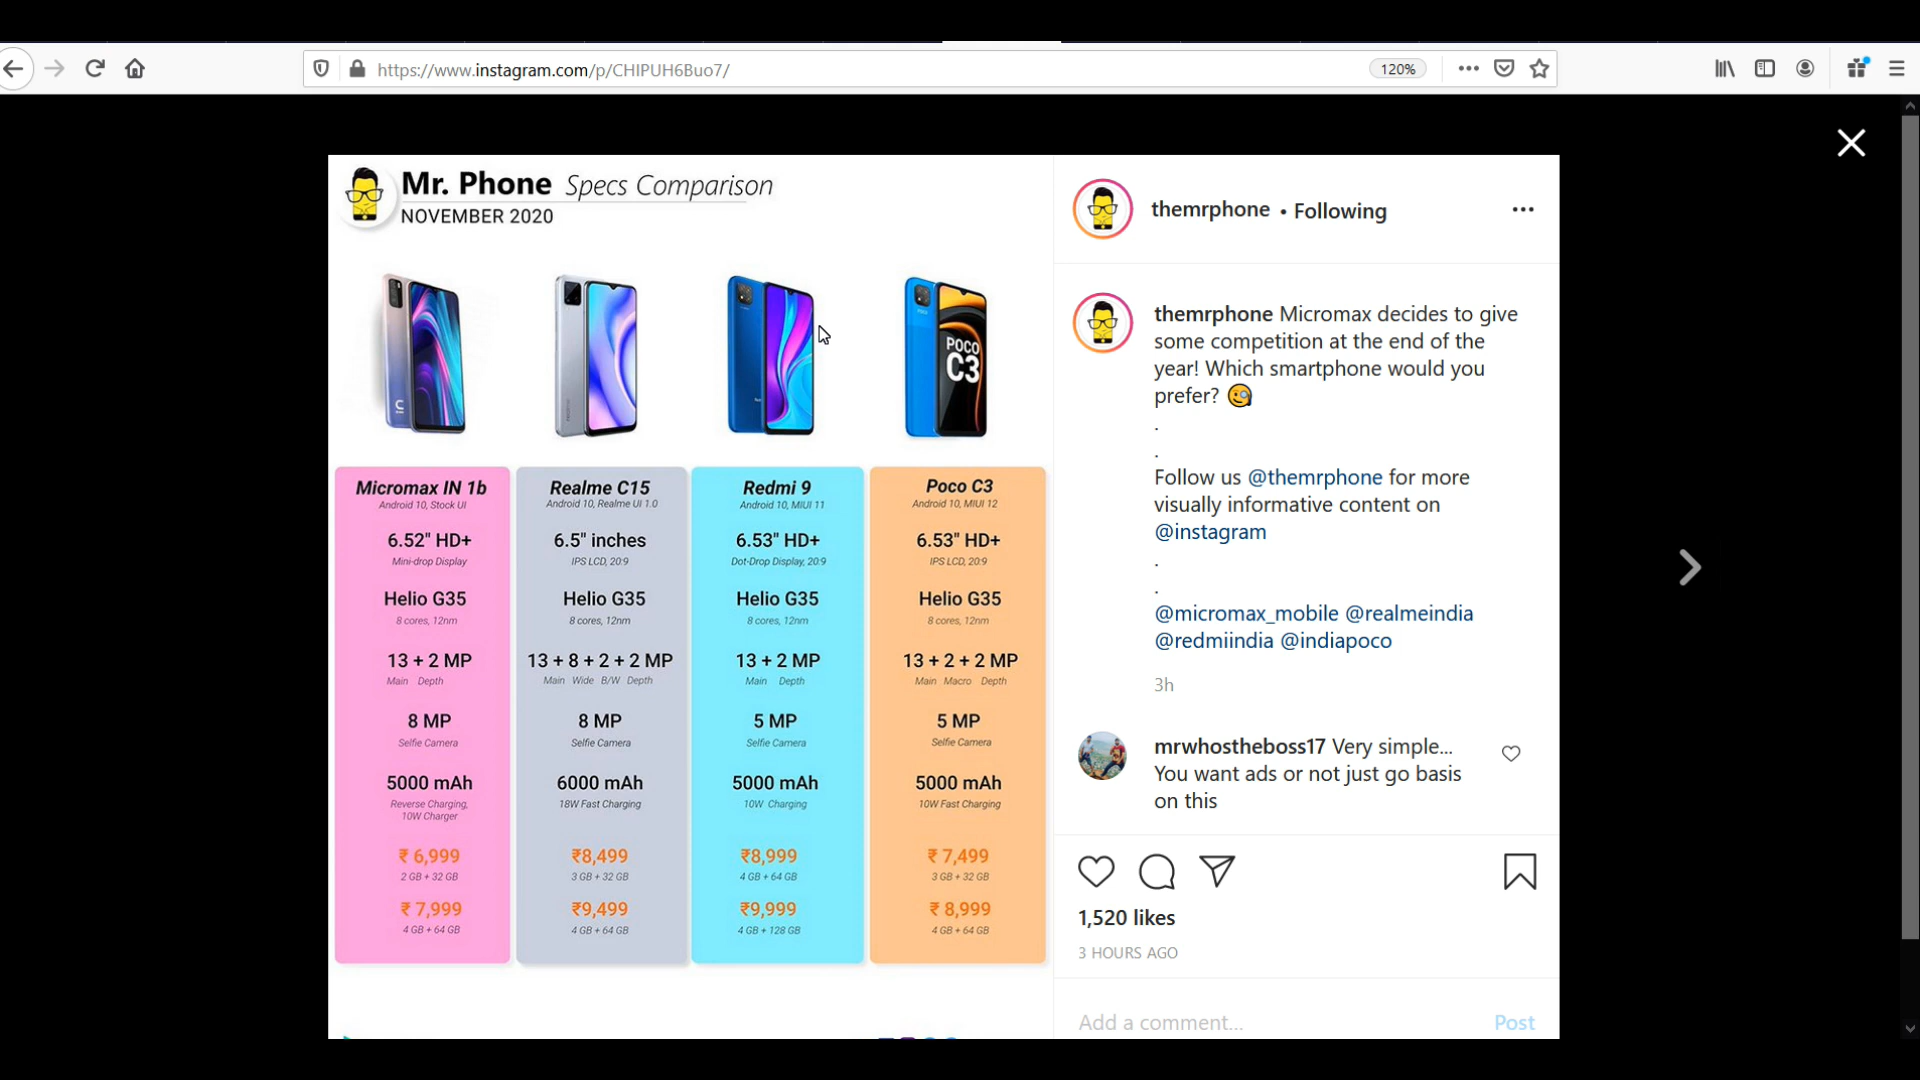 https://www.instagram.com/p/CHIPUH6Buo7/
120%
Mr. Phone Specs Comparison
NOVEMBER 2020
POCO
C3
Micromax IN 1b
Android 10, Stock UI
6.52" HD+
Mini-drop Display
Helio G35
8 cores, 12nm
13 + 2 MP
Main Depth
8 MP
Selfie Camera
5000 mAh
Reverse Charging,
10W Charger
₹ 6,999
2 GB + 32 GB
₹ 7,999
4 GB + 64 GB
Realme C15
Android 10, Realme UI 1.0
6.5" inches
IPS LCD, 20:9
Helio G35
8 cores, 12nm
13 + 8 + 2 + 2 MP
Main Wide B/W Depth
8 MP
Selfie Camera
6000 mAh
18W Fast Charging
₹8,499
3 GB + 32 GB
₹9,499
4 GB + 64 GB
Redmi 9
Android 10, MIUI 11
6.53" HD+
Dot-Drop Display, 20:9
Helio G35
8 cores, 12nm
13 + 2 MP
Main Depth
5 MP
Selfie Camera
5000 mAh
10W Charging
₹8,999
4 GB + 64 GB
₹9,999
4 GB + 128 GB
Poco C3
Android 10, MIUI 12
6.53" HD+
IPS LCD, 20:9
Helio G35
8 cores, 12nm
13 + 2 + 2 MP
Main Macro Depth
5 MP
Selfie Camera
5000 mAh
10W Fast Charging
₹ 7,499
3 GB + 32 GB
₹ 8,999
4 GB + 64 GB
themrphone • Following
themrphone Micromax decides to give
some competition at the end of the
year! Which smartphone would you
prefer? 🧐
.
.
Follow us @themrphone for more
visually informative content on
@instagram
.
.
@micromax_mobile @realmeindia
@redmiindia @indiapoco
3h
mrwhostheboss17 Very simple...
You want ads or not just go basis
on this
1,520 likes
3 HOURS AGO
Add a comment...
Post